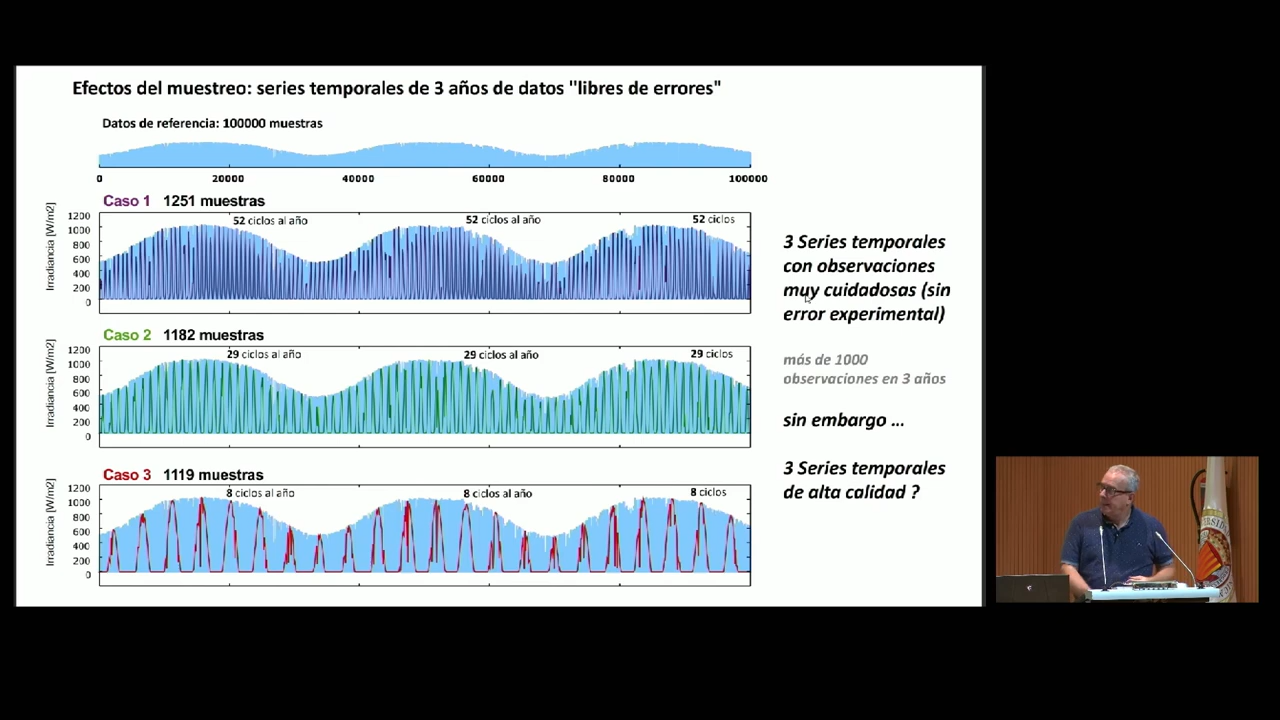 Efectos del muestreo: series temporales de 3 años de datos "libres de errores"
Datos de referencia: 100000 muestras
0 20000 40000 60000 80000 100000
Caso 1 1251 muestras
Irradiancia [W/m2]
1200
1000
800
600
400
200
0
52 ciclos al año 52 ciclos al año 52 ciclos
Caso 2 1182 muestras
Irradiancia [W/m2]
1200
1000
800
600
400
200
0
29 ciclos al año 29 ciclos al año 29 ciclos
Caso 3 1119 muestras
Irradiancia [W/m2]
1200
1000
800
600
400
200
0
8 ciclos al año 8 ciclos al año 8 ciclos
3 Series temporales
con observaciones
muy cuidadosas (sin
error experimental)
más de 1000
observaciones en 3 años
sin embargo ...
3 Series temporales
de alta calidad ?